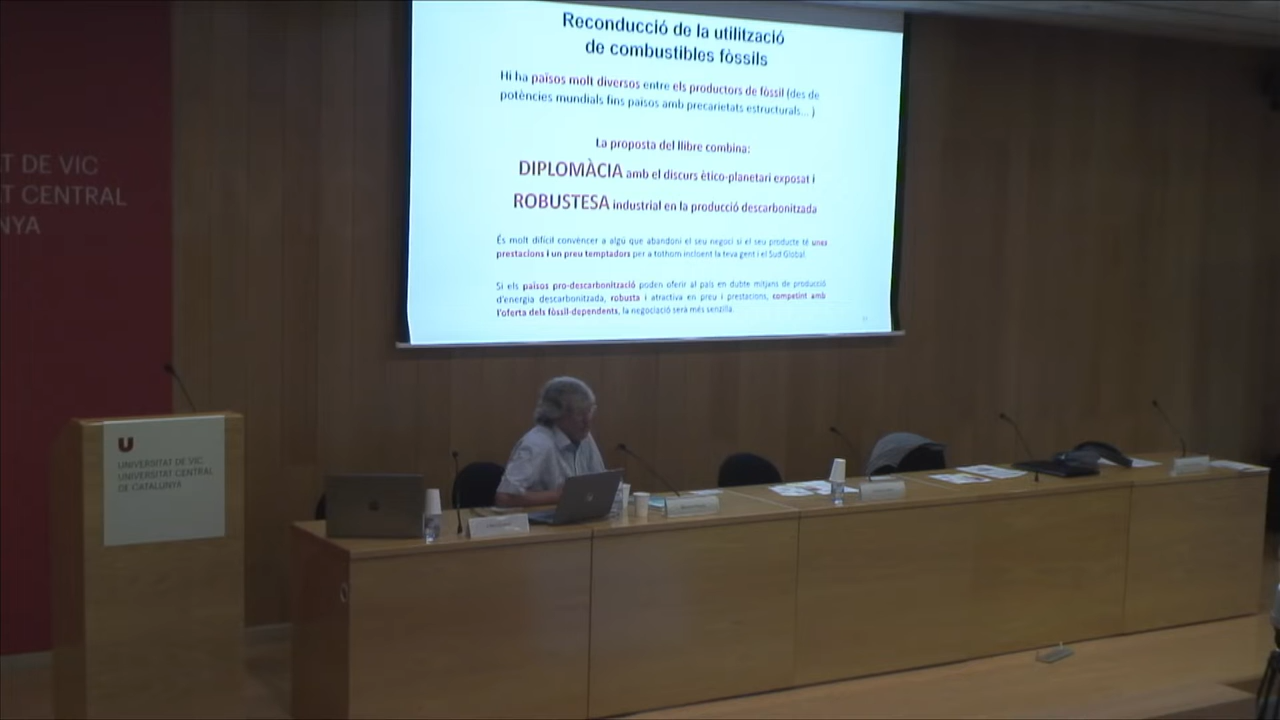 Reconducció de la utilització
de combustibles fòssils
Hi ha països molt diversos entre els productors de fòssil (des de
potències mundials fins països amb precarietats estructurals... )
La proposta del llibre combina:
DIPLOMÀCIA amb el discurs ètico-planetari exposat i
ROBUSTESA industrial en la producció descarbonitzada
És molt difícil convèncer a algú que abandoni el seu negoci si el seu producte té unes
prestacions i un preu temptadors per a tothom incloent la teva gent i el Sud Global.
Si els països pro-descarbonització poden oferir al país en dubte mitjans de producció
d'energia descarbonitzada, robusta i atractiva en preu i prestacions, competint amb
l'oferta dels fòssil-dependents, la negociació serà més senzilla.
AT DE VIC
AT CENTRAL
NYA
U
UNIVERSITAT DE VIC
UNIVERSITAT CENTRAL
DE CATALUNYA